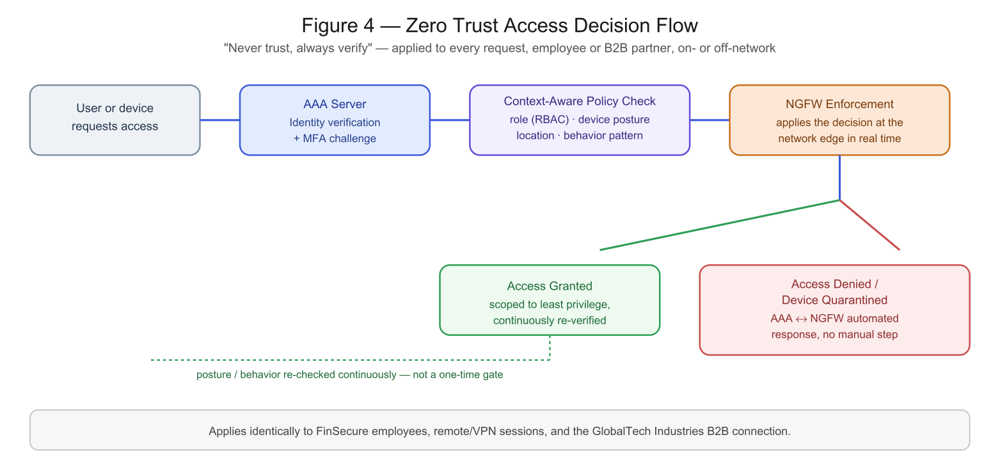 Figure 4 — Zero Trust Access Decision Flow
"Never trust, always verify" — applied to every request, employee or B2B partner, on- or off-network
User or device
requests access
AAA Server
Identity verification
+ MFA challenge
Context-Aware Policy Check
role (RBAC) · device posture
location · behavior pattern
NGFW Enforcement
applies the decision at the
network edge in real time
Access Granted
scoped to least privilege,
continuously re-verified
Access Denied /
Device Quarantined
AAA ↔ NGFW automated
response, no manual step
posture / behavior re-checked continuously — not a one-time gate
Applies identically to FinSecure employees, remote/VPN sessions, and the GlobalTech Industries B2B connection.